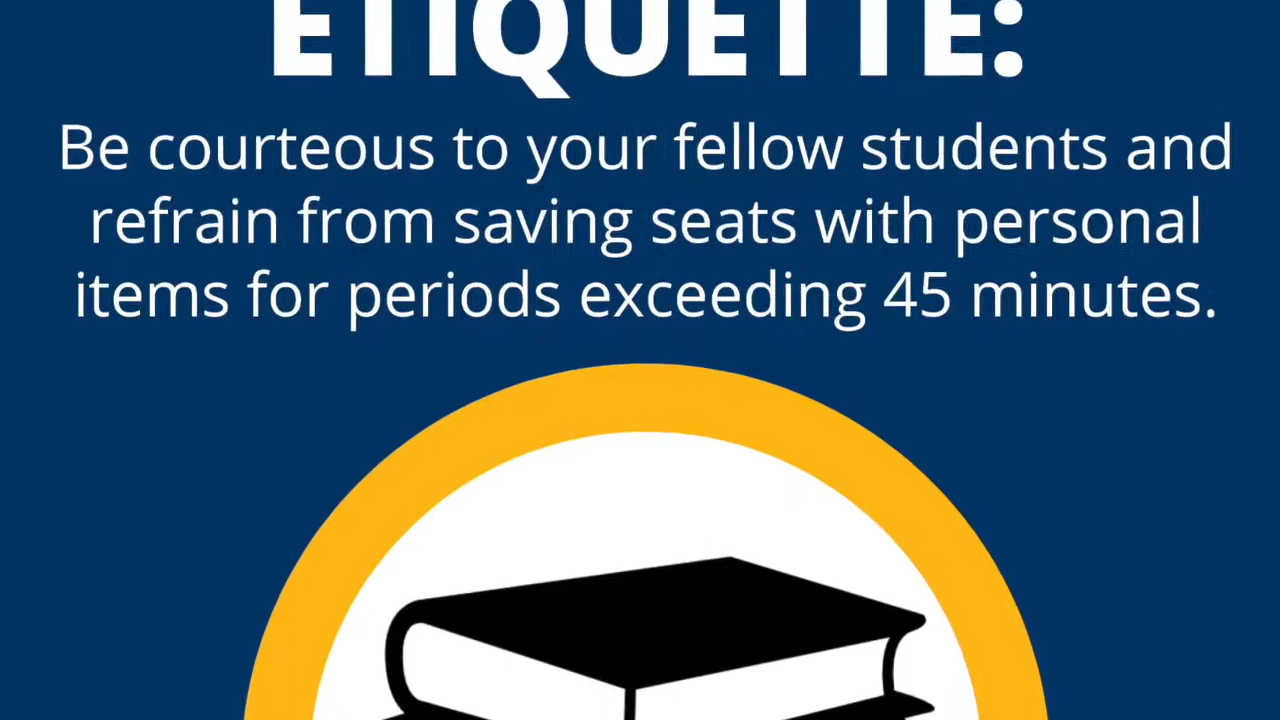 ETIQUETTE:
Be courteous to your fellow students and
refrain from saving seats with personal
items for periods exceeding 45 minutes.